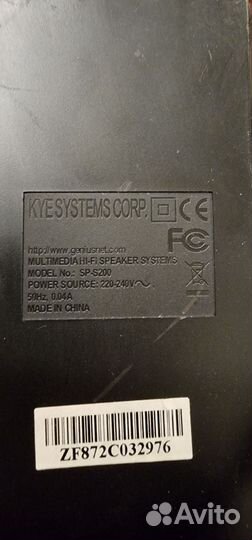 KYE SYSTEMS CORP. CE
FC
http://www.geniusnet.com
MULTIMEDIA HI-FI SPEAKER SYSTEMS
MODEL No.: SP-S200
POWER SOURCE: 220-240V~
50Hz, 0.04A
MADE IN CHINA
ZF872C032976
Avito